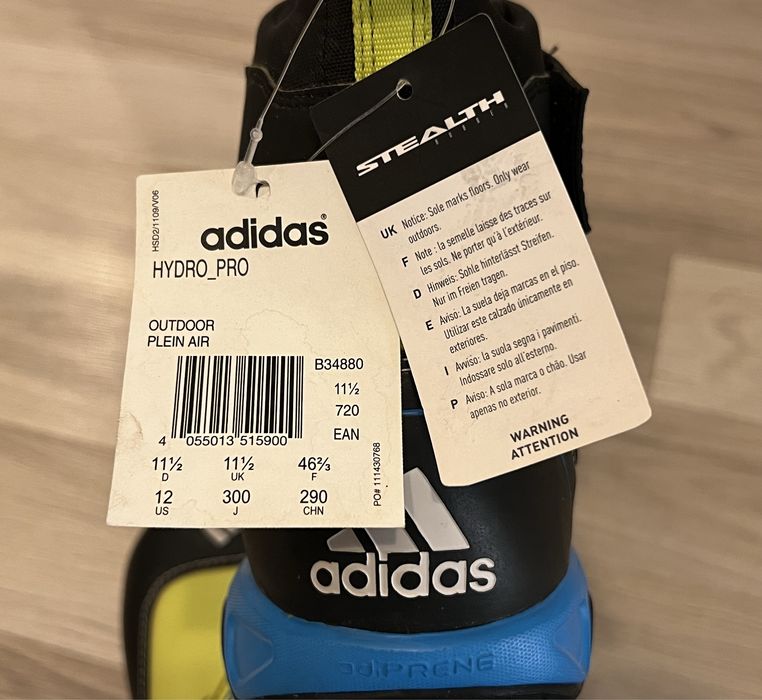 HSD2/1109/V06
adidas®
HYDRO_PRO
OUTDOOR
PLEIN AIR
B34880
11½
720
EAN
4 055013 515900
11½ 11½ 46⅔
D UK F
12 300 290
US J CHN
PO# 111430768
STEALTH
RUBBER
UK Notice: Sole marks floors. Only wear
outdoors.
F Note : la semelle laisse des traces sur
les sols. Ne porter qu'à l'extérieur.
D Hinweis: Sohle hinterlässt Streifen.
Nur im Freien tragen.
E Aviso: La suela deja marcas en el piso.
Utilizar este calzado únicamente en
exteriores.
I Avviso: la suola segna i pavimenti.
Indossare solo all'esterno.
P Aviso: A sola marca o chão. Usar
apenas no exterior.
WARNING
ATTENTION
adidas
adiPRENE